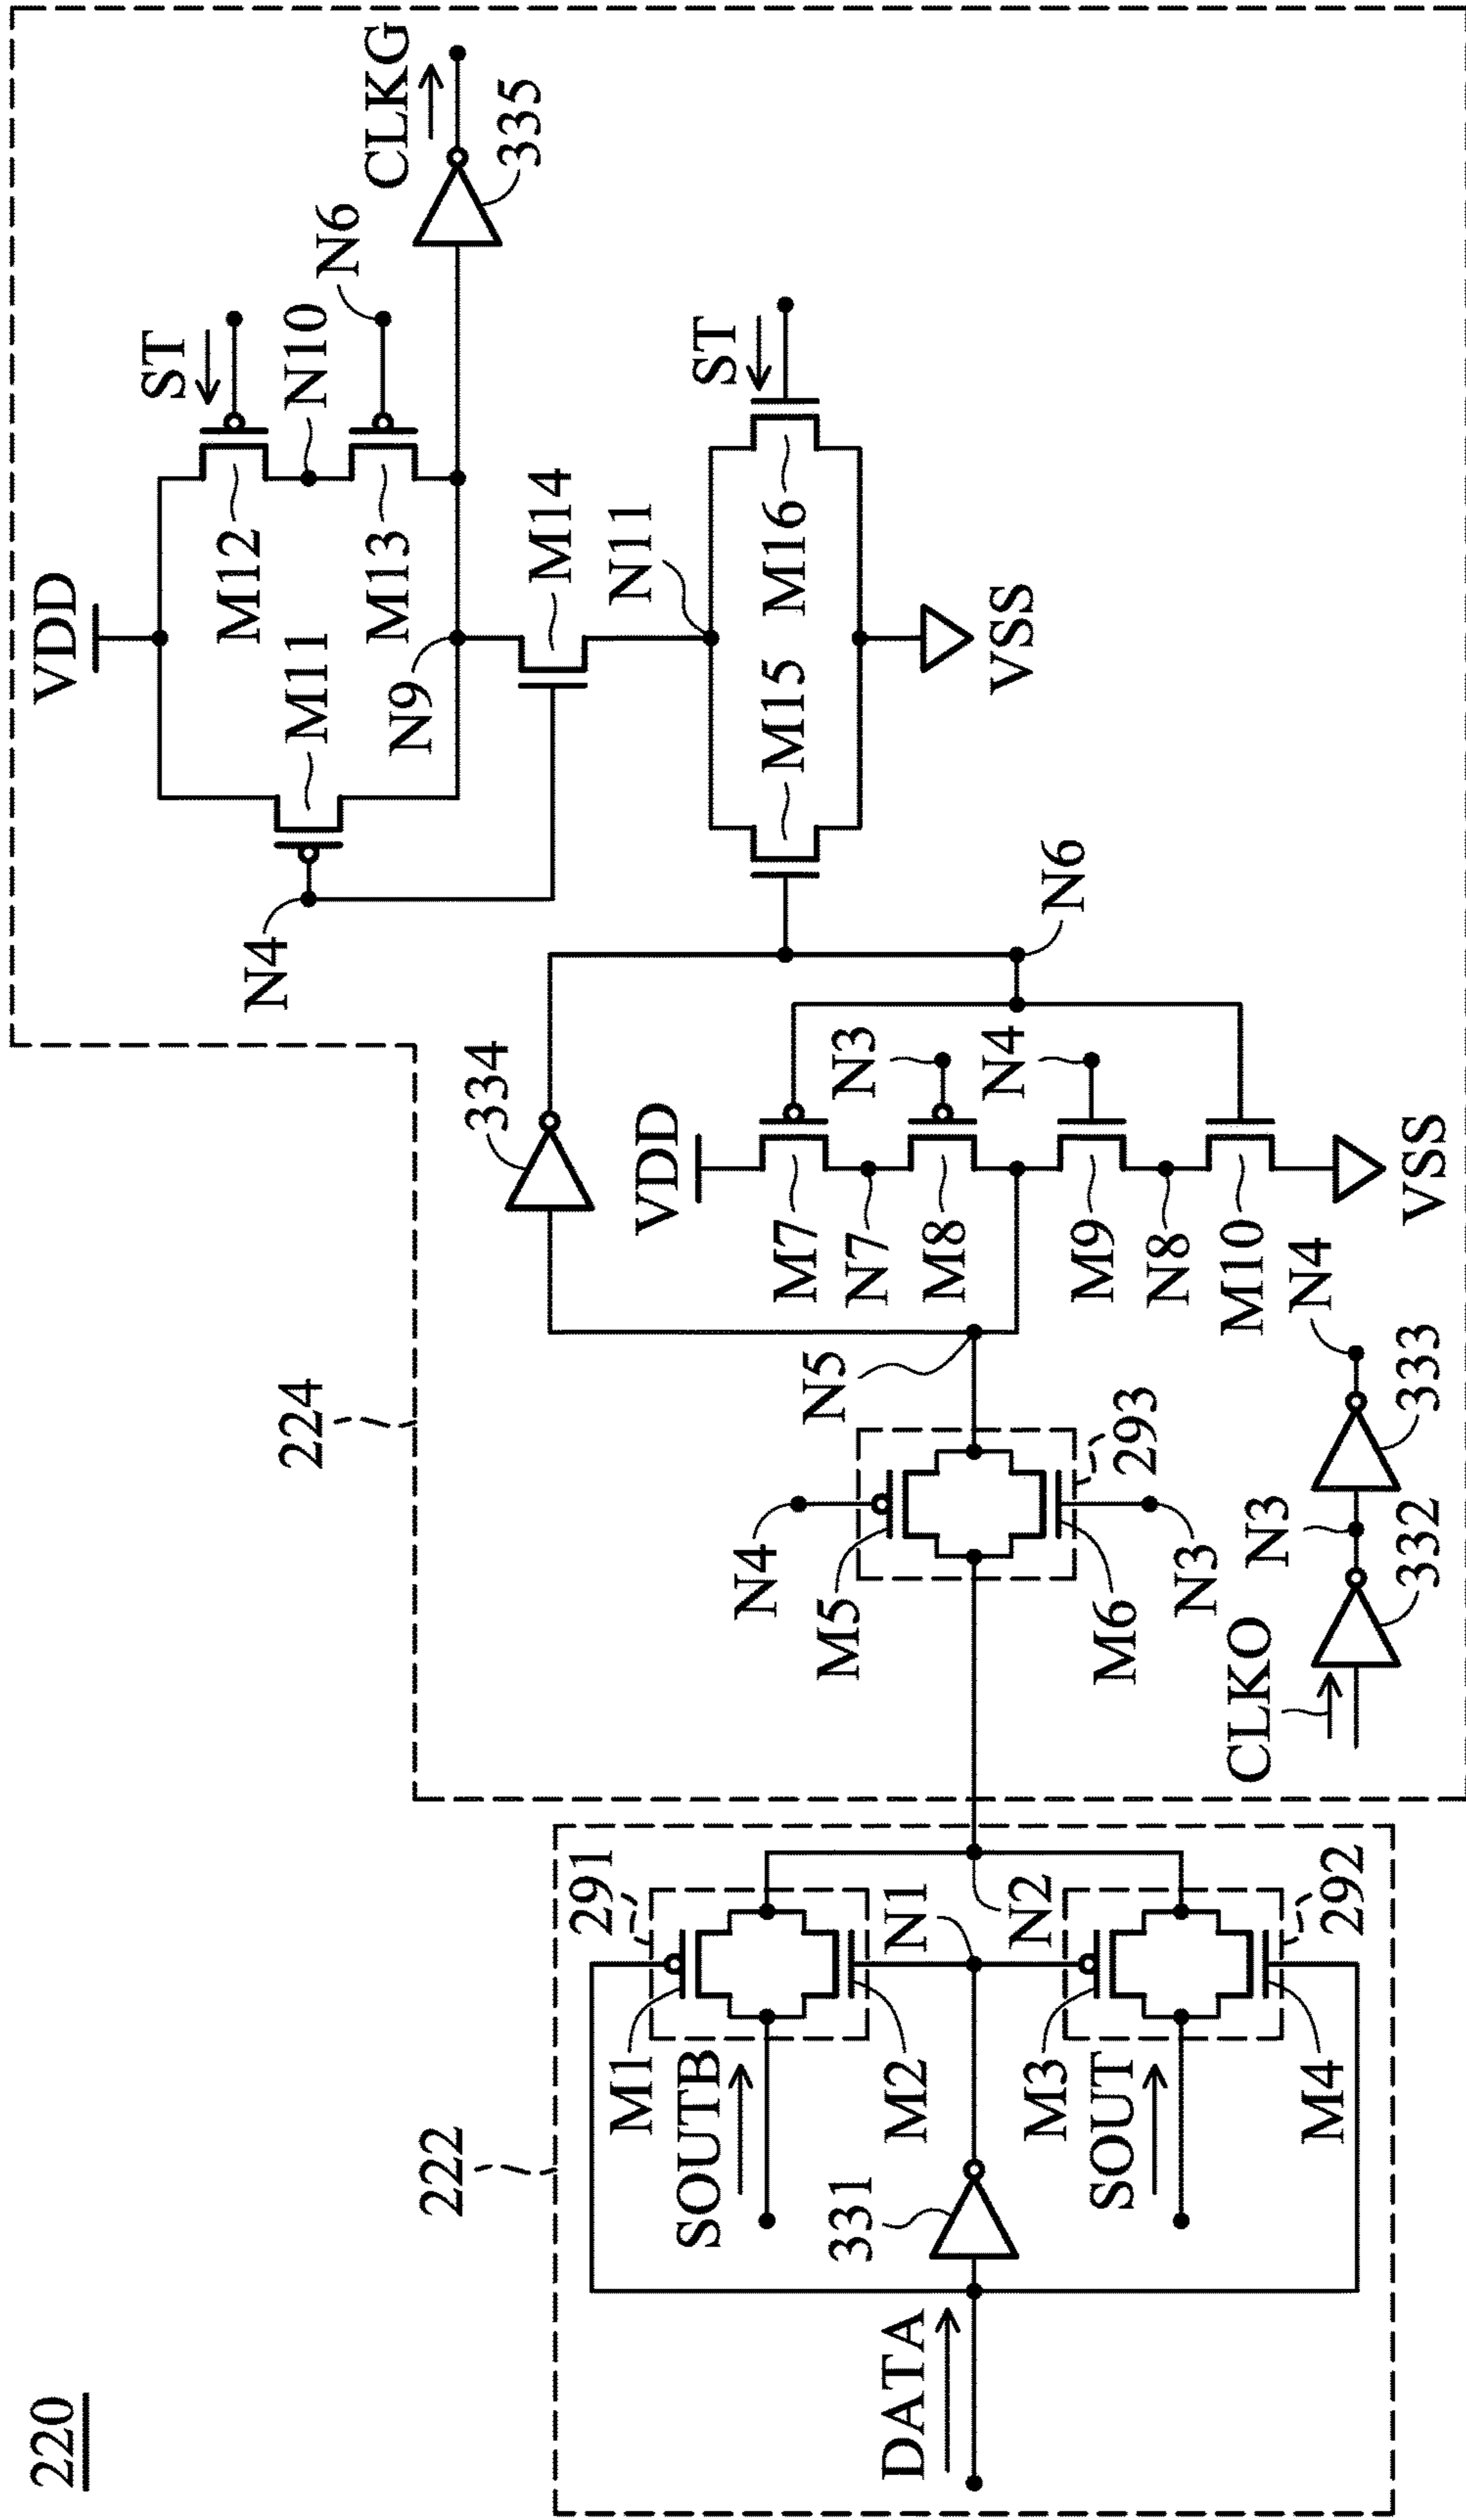 220
222
DATA
331
N1
N2
SOUTB
M1
M2
291
SOUT
M3
M4
292
224
CLKO
332
N3
333
N4
N4
M5
M6
N3
293
N5
334
VDD
M7
N7
M8
N3
M9
N4
N8
M10
VSS
N6
N4
VDD
M11
M12
ST
N10
M13
N6
N9
335
CLKG
M14
N11
M15
M16
ST
VSS